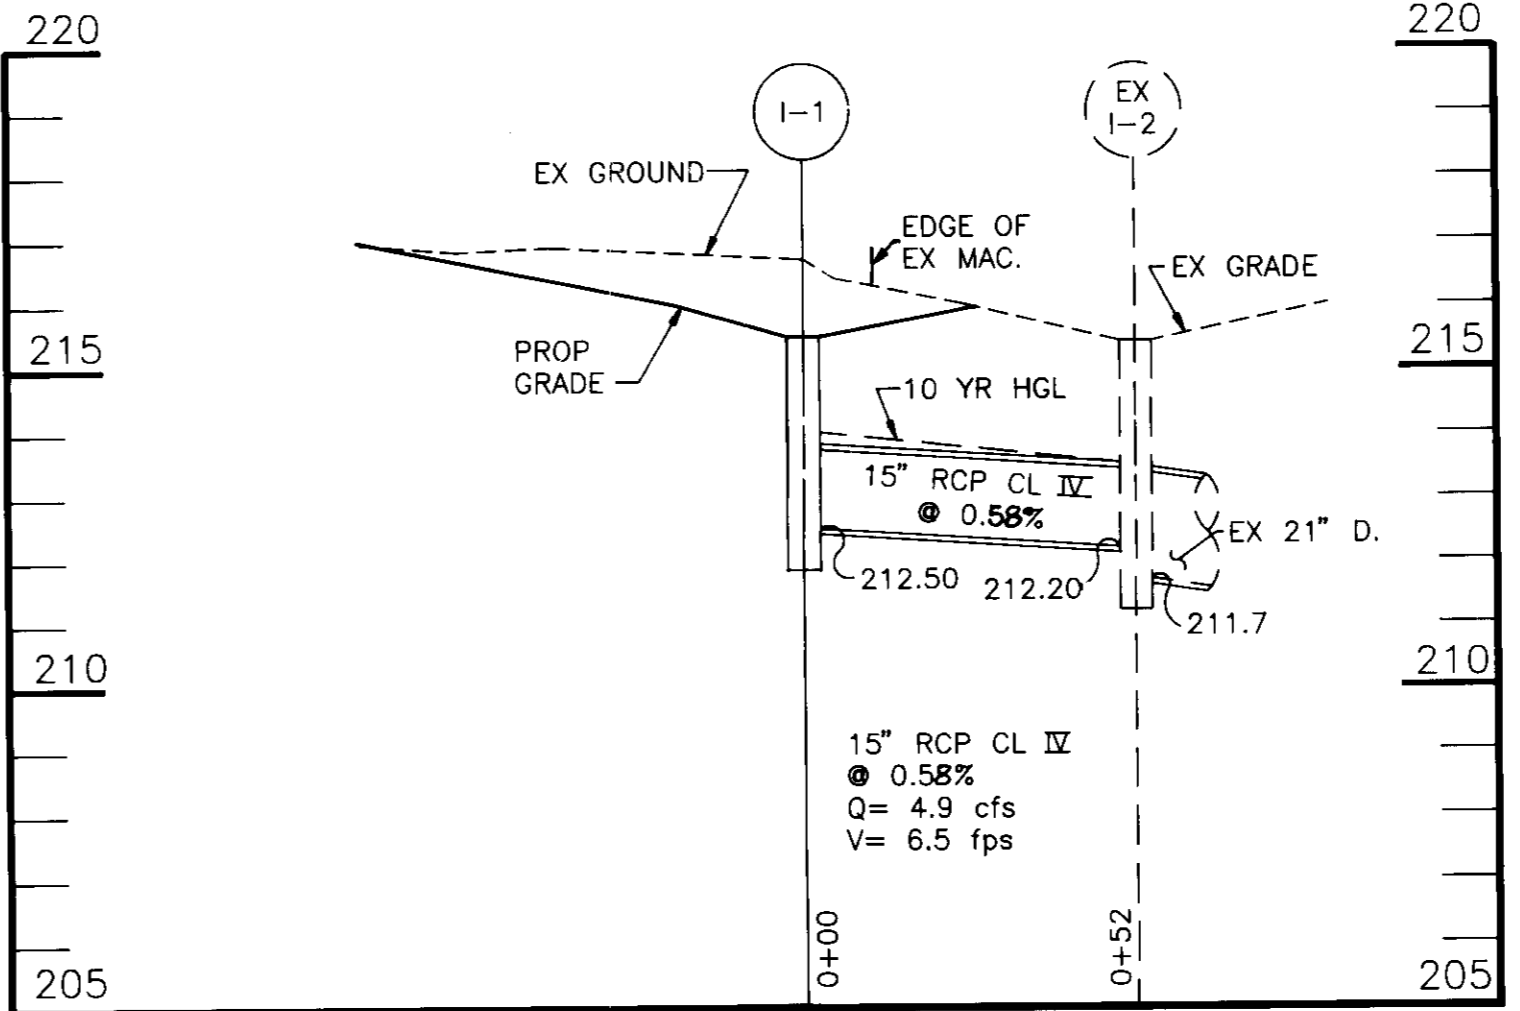 220
220
I-1
EX
I-2
EX GROUND
EDGE OF
EX MAC.
EX GRADE
215
215
PROP
GRADE
10 YR HGL
15" RCP CL IV
@ 0.58%
EX 21" D.
212.50
212.20
211.7
210
210
15" RCP CL IV
@ 0.58%
Q= 4.9 cfs
V= 6.5 fps
0+00
0+52
205
205